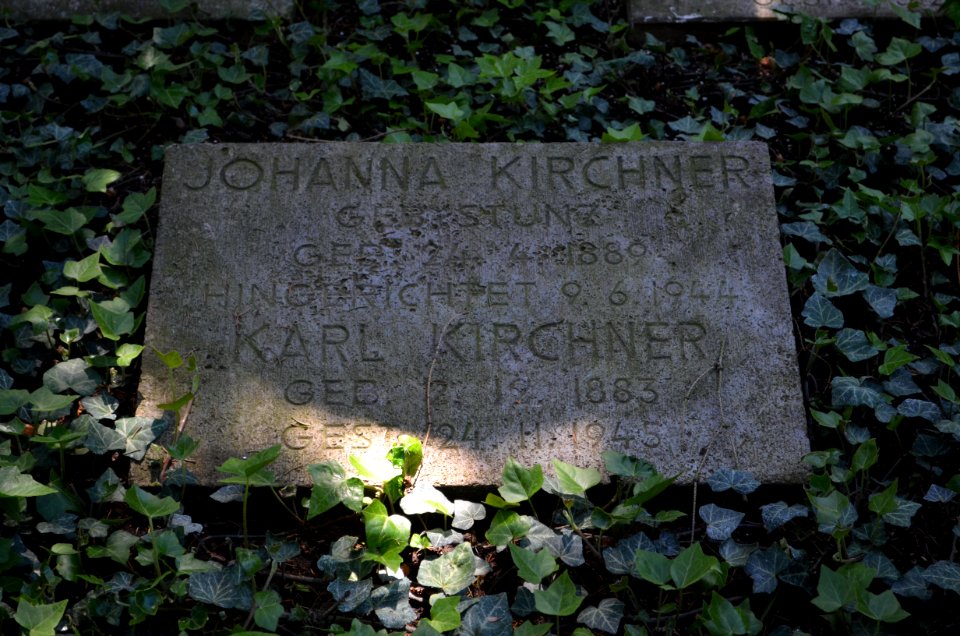 JOHANNA KIRCHNER
GEB. STUNZ
GEB. 24. 4. 1889
HINGERICHTET 9. 6. 1944
KARL KIRCHNER
GEB. 2. 12. 1883
GEST. 24. 11. 1945